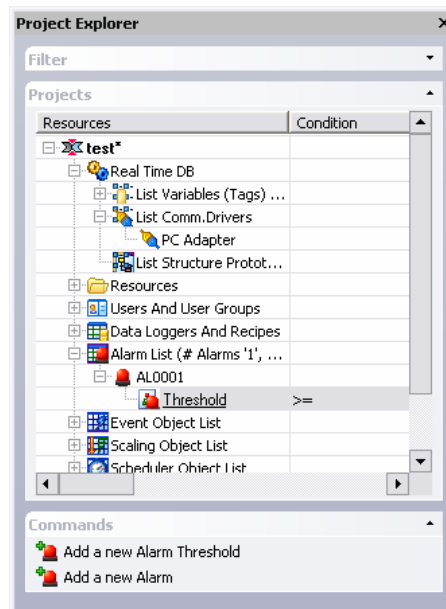 Project Explorer
Filter
Projects
Resources Condition
test*
Real Time DB
List Variables (Tags) ...
List Comm.Drivers
PC Adapter
List Structure Protot...
Resources
Users And User Groups
Data Loggers And Recipes
Alarm List (# Alarms '1', ...
AL0001
Threshold >=
Event Object List
Scaling Object List
Scheduler Object List
Commands
Add a new Alarm Threshold
Add a new Alarm